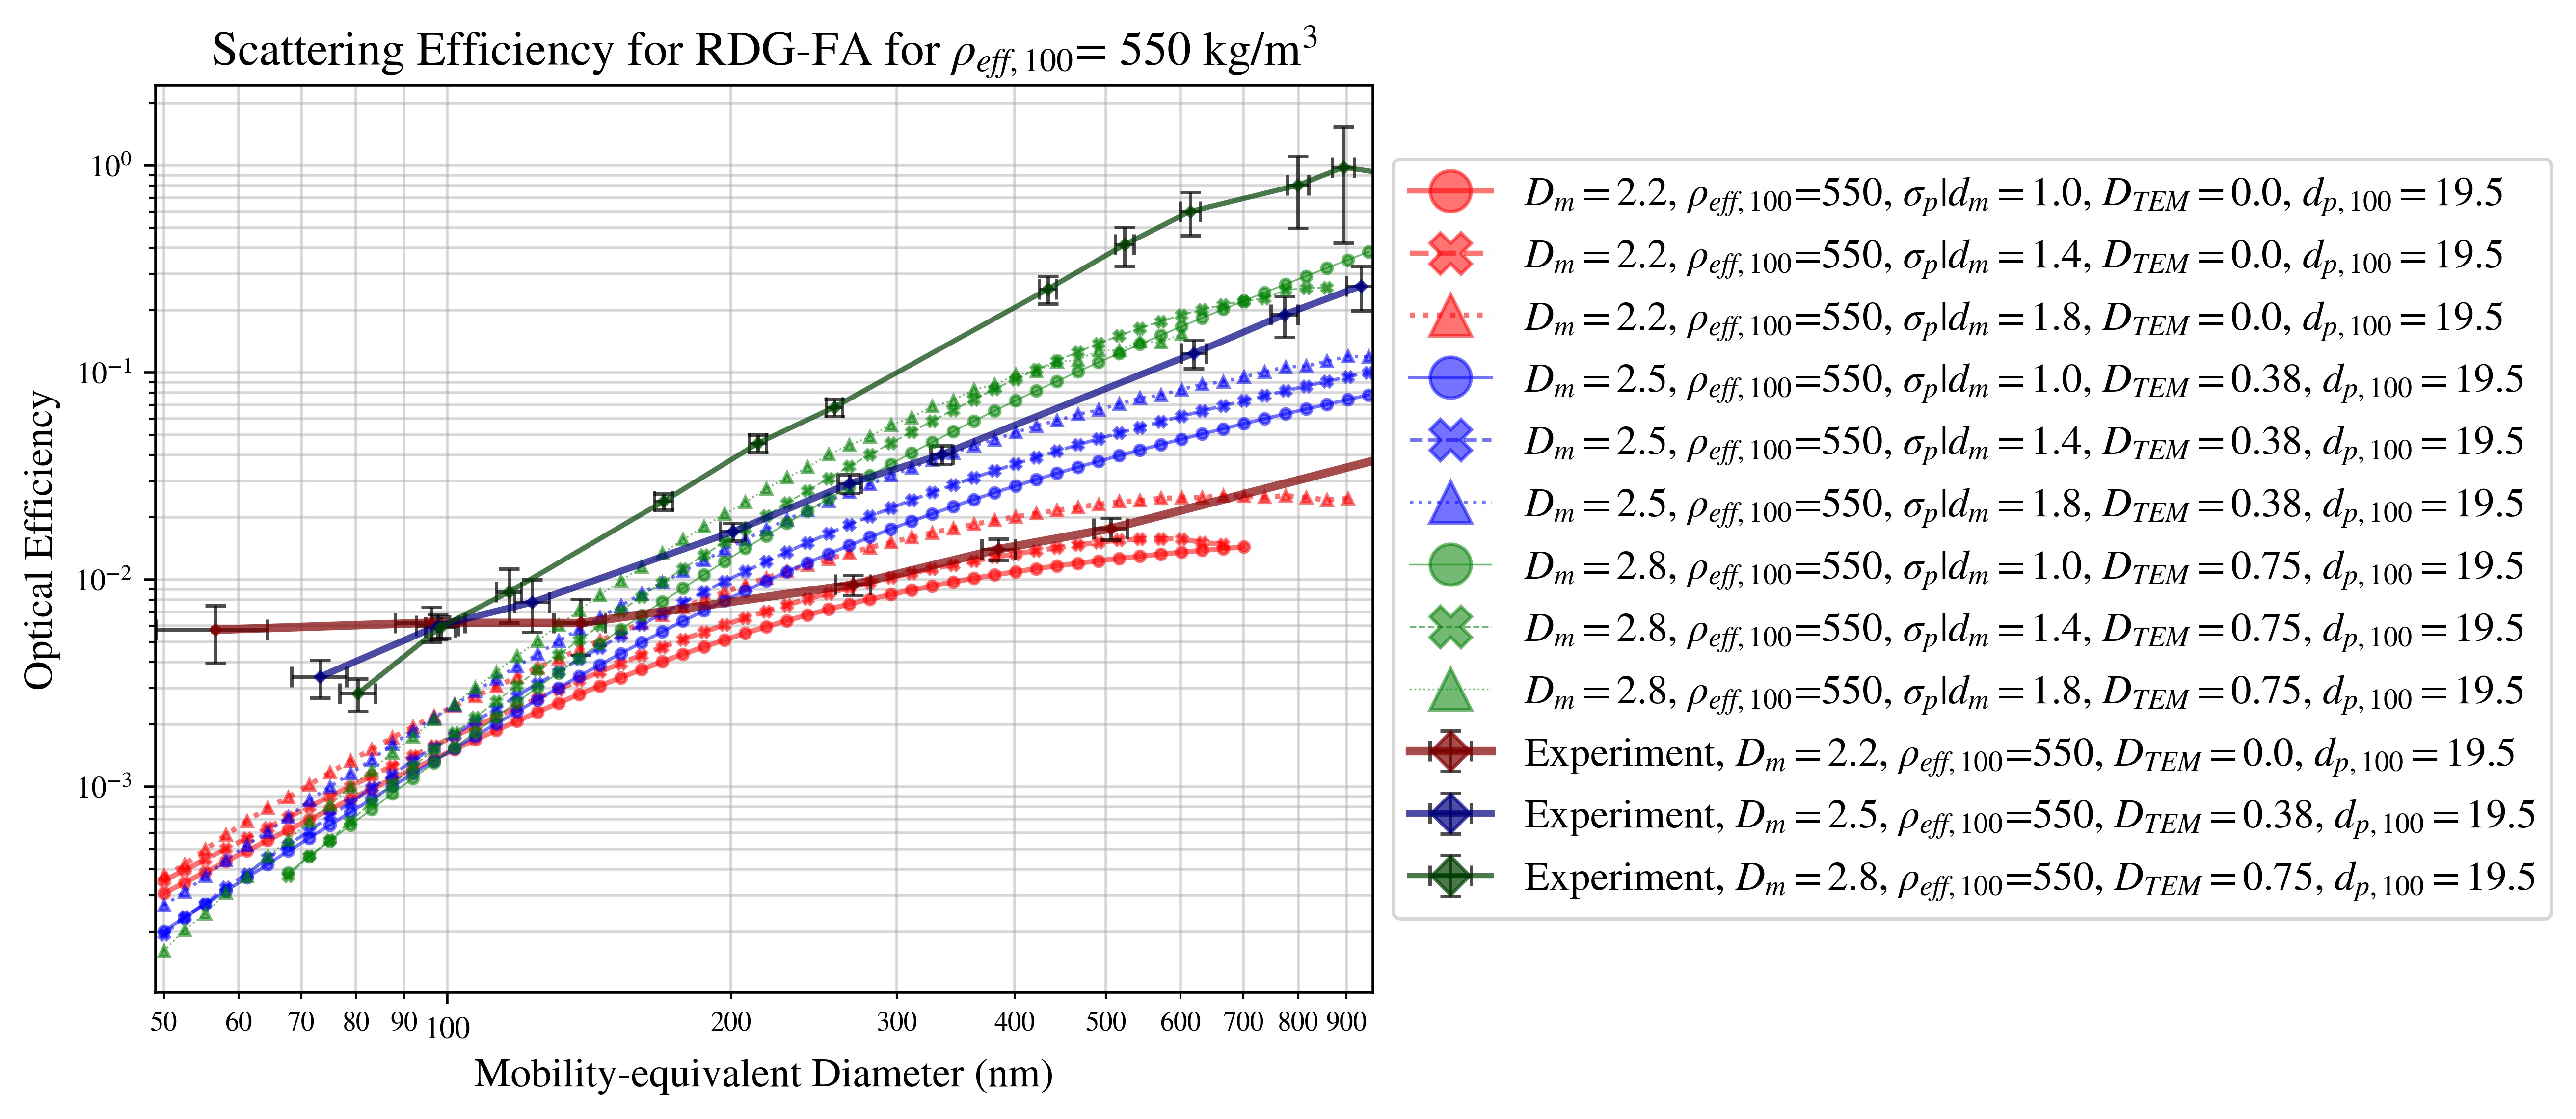 Scattering Efficiency for RDG-FA for ρeff,100= 550 kg/m³
Optical Efficiency
10⁰
10⁻¹
10⁻²
10⁻³
50 60 70 80 90 100 200 300 400 500 600 700 800 900
Mobility-equivalent Diameter (nm)
Dm = 2.2, ρeff,100=550, σp|dm = 1.0, DTEM = 0.0, dp,100 = 19.5
Dm = 2.2, ρeff,100=550, σp|dm = 1.4, DTEM = 0.0, dp,100 = 19.5
Dm = 2.2, ρeff,100=550, σp|dm = 1.8, DTEM = 0.0, dp,100 = 19.5
Dm = 2.5, ρeff,100=550, σp|dm = 1.0, DTEM = 0.38, dp,100 = 19.5
Dm = 2.5, ρeff,100=550, σp|dm = 1.4, DTEM = 0.38, dp,100 = 19.5
Dm = 2.5, ρeff,100=550, σp|dm = 1.8, DTEM = 0.38, dp,100 = 19.5
Dm = 2.8, ρeff,100=550, σp|dm = 1.0, DTEM = 0.75, dp,100 = 19.5
Dm = 2.8, ρeff,100=550, σp|dm = 1.4, DTEM = 0.75, dp,100 = 19.5
Dm = 2.8, ρeff,100=550, σp|dm = 1.8, DTEM = 0.75, dp,100 = 19.5
Experiment, Dm = 2.2, ρeff,100=550, DTEM = 0.0, dp,100 = 19.5
Experiment, Dm = 2.5, ρeff,100=550, DTEM = 0.38, dp,100 = 19.5
Experiment, Dm = 2.8, ρeff,100=550, DTEM = 0.75, dp,100 = 19.5